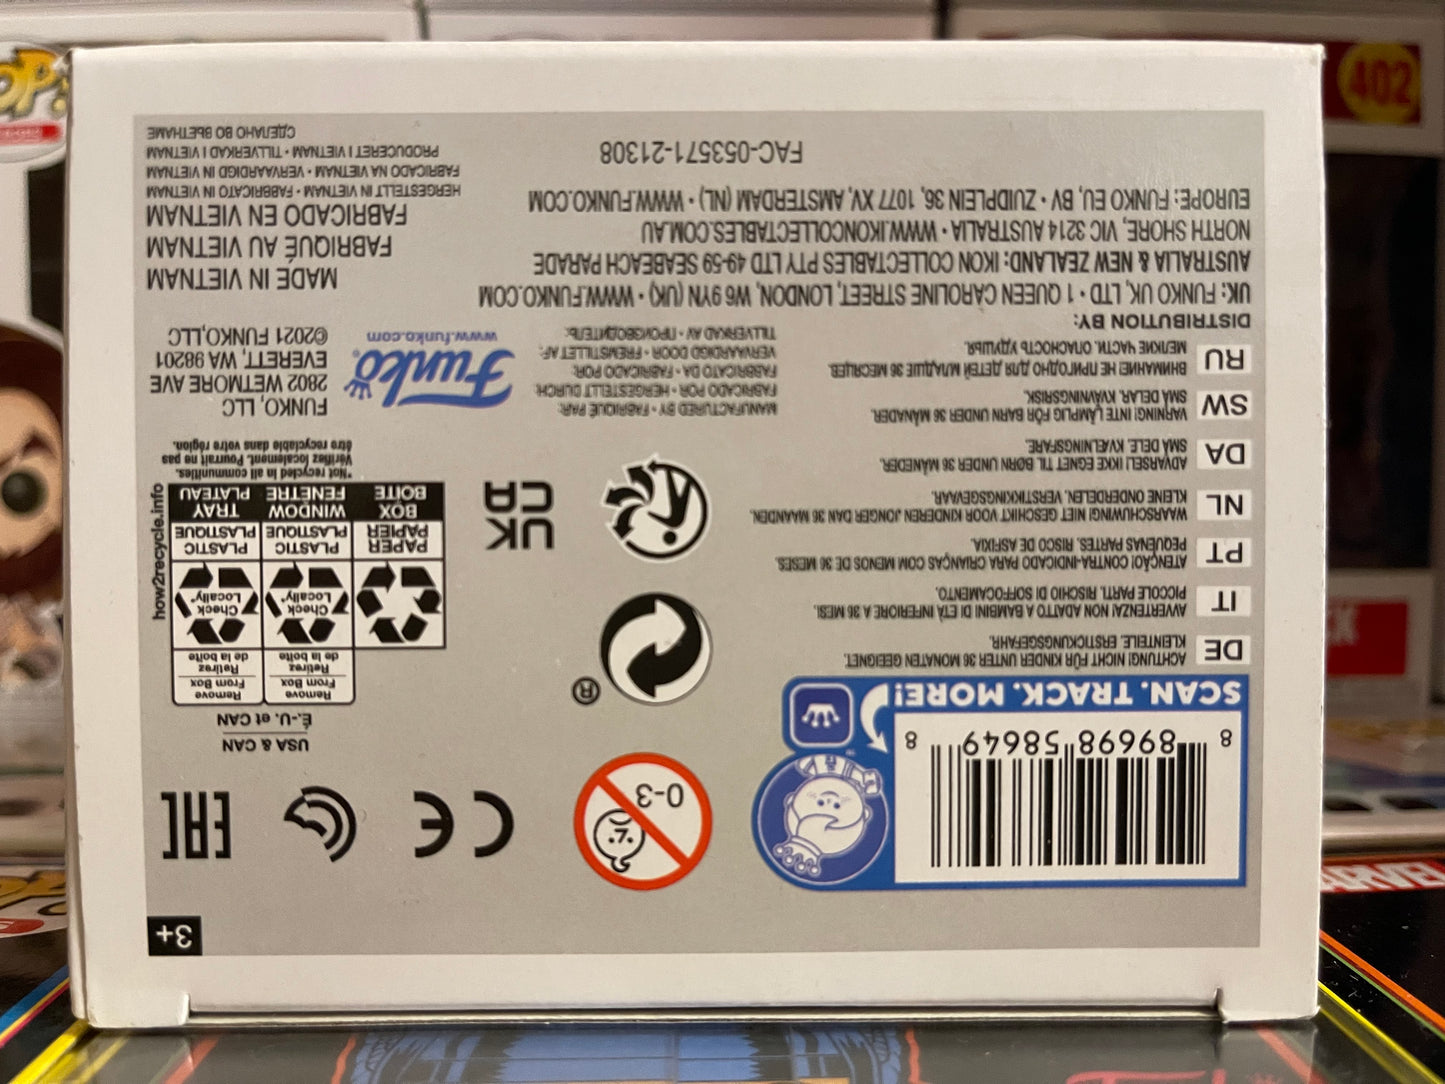 3+
8 89698 58649 8
SCAN. TRACK. MORE!
0-3
CE
EAC
USA & CAN
É.-U. et CAN
DE ACHTUNG! NICHT FÜR KINDER UNTER 36 MONATEN GEEIGNET.
KLEINTEILE. ERSTICKUNGSGEFAHR.
IT AVVERTENZA! NON ADATTO A BAMBINI DI ETÀ INFERIORE A 36 MESI.
PICCOLE PARTI. RISCHIO DI SOFFOCAMENTO.
PT ATENÇÃO! CONTRA-INDICADO PARA CRIANÇAS COM MENOS DE 36 MESES.
PEQUENAS PARTES. RISCO DE ASFIXIA.
NL WAARSCHUWING! NIET GESCHIKT VOOR KINDEREN JONGER DAN 36 MAANDEN.
KLEINE ONDERDELEN. VERSTIKKINGSGEVAAR.
DA ADVARSEL! IKKE EGNET TIL BØRN UNDER 36 MÅNEDER.
SMÅ DELE. KVÆLNINGSFARE.
SW VARNING! INTE LÄMPLIG FÖR BARN UNDER 36 MÅNADER.
SMÅ DELAR. KVÄVNINGSRISK.
RU ВНИМАНИЕ НЕ ПРИГОДНО ДЛЯ ДЕТЕЙ МЛАДШЕ 36 МЕСЯЦЕВ.
МЕЛКИЕ ЧАСТИ. ОПАСНОСТЬ УДУШЬЯ.
®
UK
CA
Remove
From Box
Retirez
de la boîte
Check
Locally*
PLASTIC
PLASTIQUE
TRAY
PLATEAU
Remove
From Box
Retirez
de la boîte
Check
Locally*
PLASTIC
PLASTIQUE
WINDOW
FENÊTRE
PAPER
PAPIER
BOX
BOÎTE
how2recycle.info
*Not recycled in all communities.
Vérifiez localement. Pourrait ne pas
être recyclable dans votre région.
MANUFACTURED BY • FABRIQUÉ PAR:
FABRICADO POR • HERGESTELLT DURCH:
FABBRICATO DA • FABRICADO POR:
VERVAARDIGD DOOR • FREMSTILLET AF:
TILLVERKAD AV • ПРОИЗВОДИТЕЛЬ:
Funko
www.funko.com
FUNKO, LLC
2802 WETMORE AVE
EVERETT, WA 98201
©2021 FUNKO,LLC
DISTRIBUTION BY:
UK: FUNKO UK, LTD • 1 QUEEN CAROLINE STREET, LONDON, W6 9YN (UK) • WWW.FUNKO.COM
AUSTRALIA & NEW ZEALAND: IKON COLLECTABLES PTY LTD 49-59 SEABEACH PARADE
NORTH SHORE, VIC 3214 AUSTRALIA • WWW.IKONCOLLECTABLES.COM.AU
EUROPE: FUNKO EU, BV • ZUIDPLEIN 36, 1077 XV, AMSTERDAM (NL) • WWW.FUNKO.COM
FAC-053571-21308
MADE IN VIETNAM
FABRIQUÉ AU VIETNAM
FABRICADO EN VIETNAM
HERGESTELLT IN VIETNAM • FABBRICATO IN VIETNAM
FABRICADO NA VIETNAM • VERVAARDIGD IN VIETNAM
PRODUCERET I VIETNAM • TILLVERKAD I VIETNAM
СДЕЛАНО ВО ВЬЕТНАМЕ
402